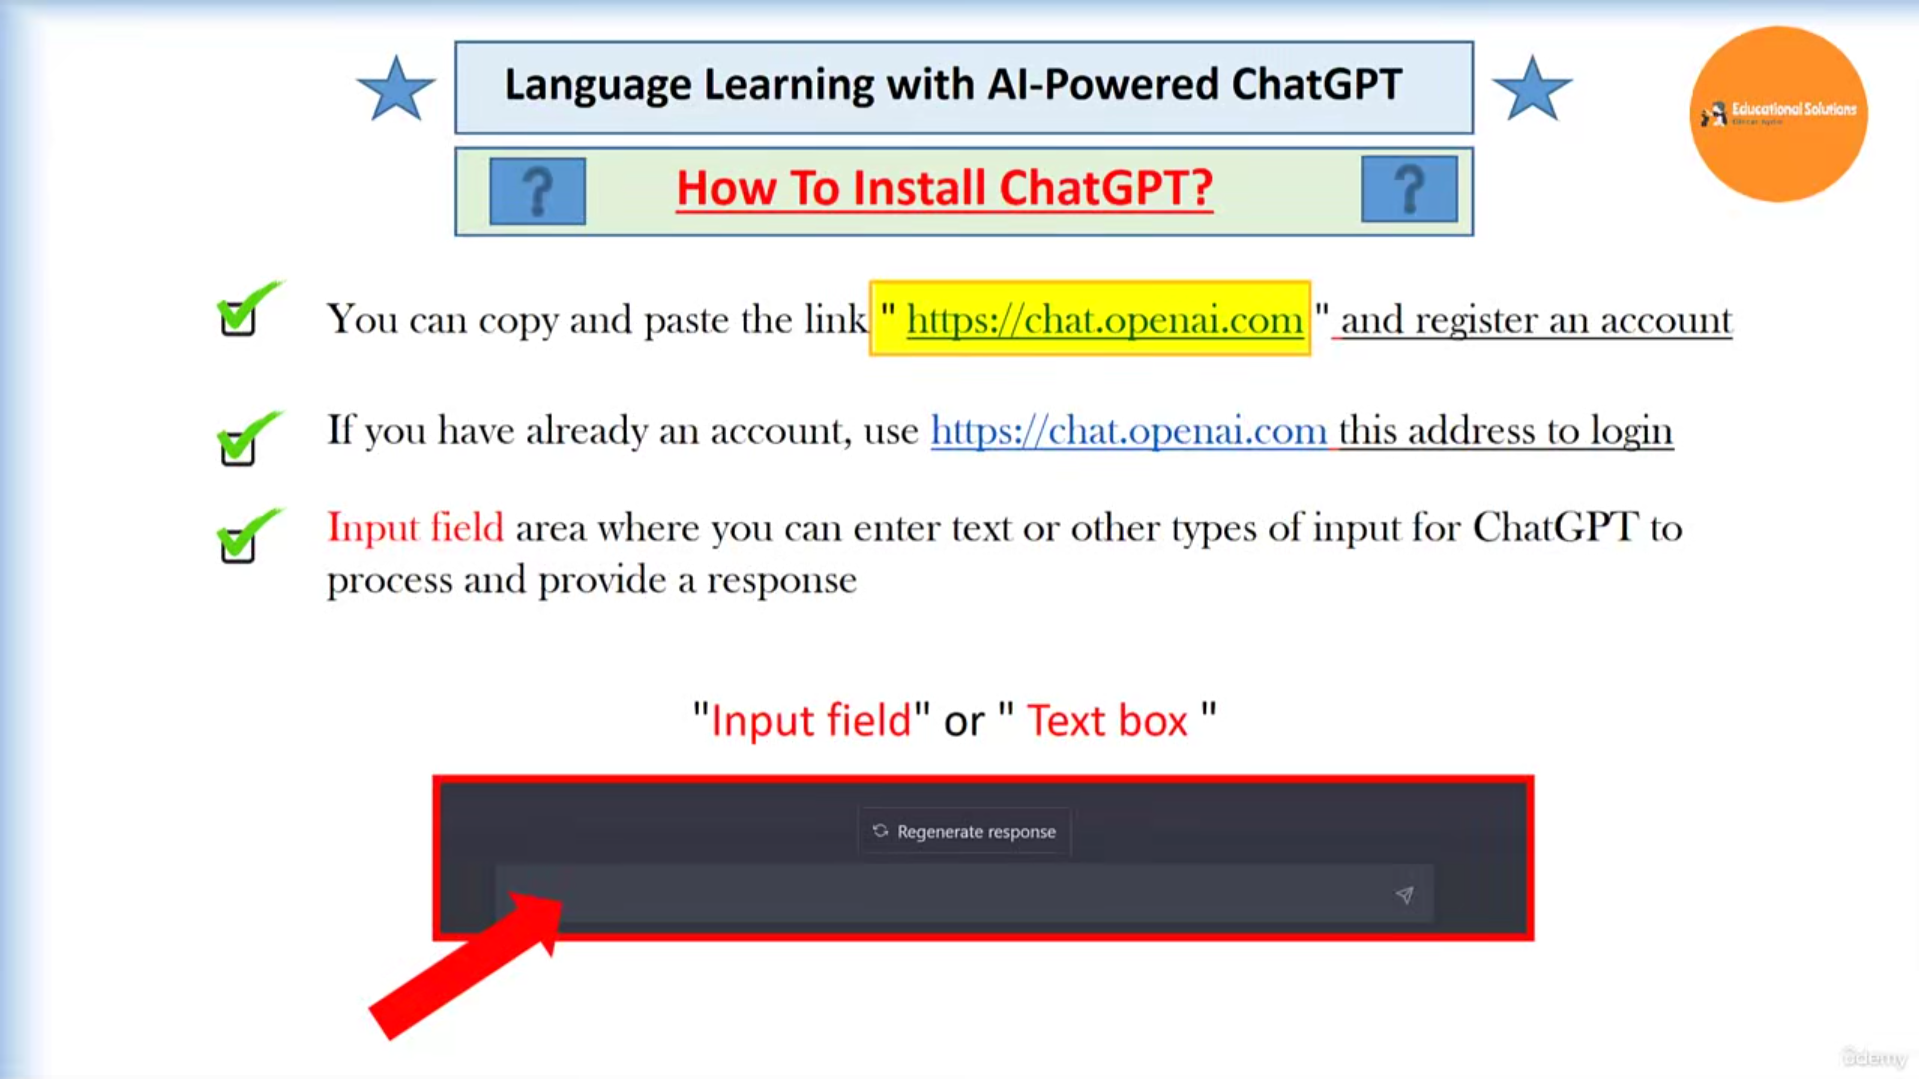 Language Learning with AI-Powered ChatGPT
Educational Solutions
? How To Install ChatGPT? ?
You can copy and paste the link " https://chat.openai.com " and register an account
If you have already an account, use https://chat.openai.com this address to login
Input field area where you can enter text or other types of input for ChatGPT to
process and provide a response
"Input field" or " Text box "
Regenerate response
ûdemy